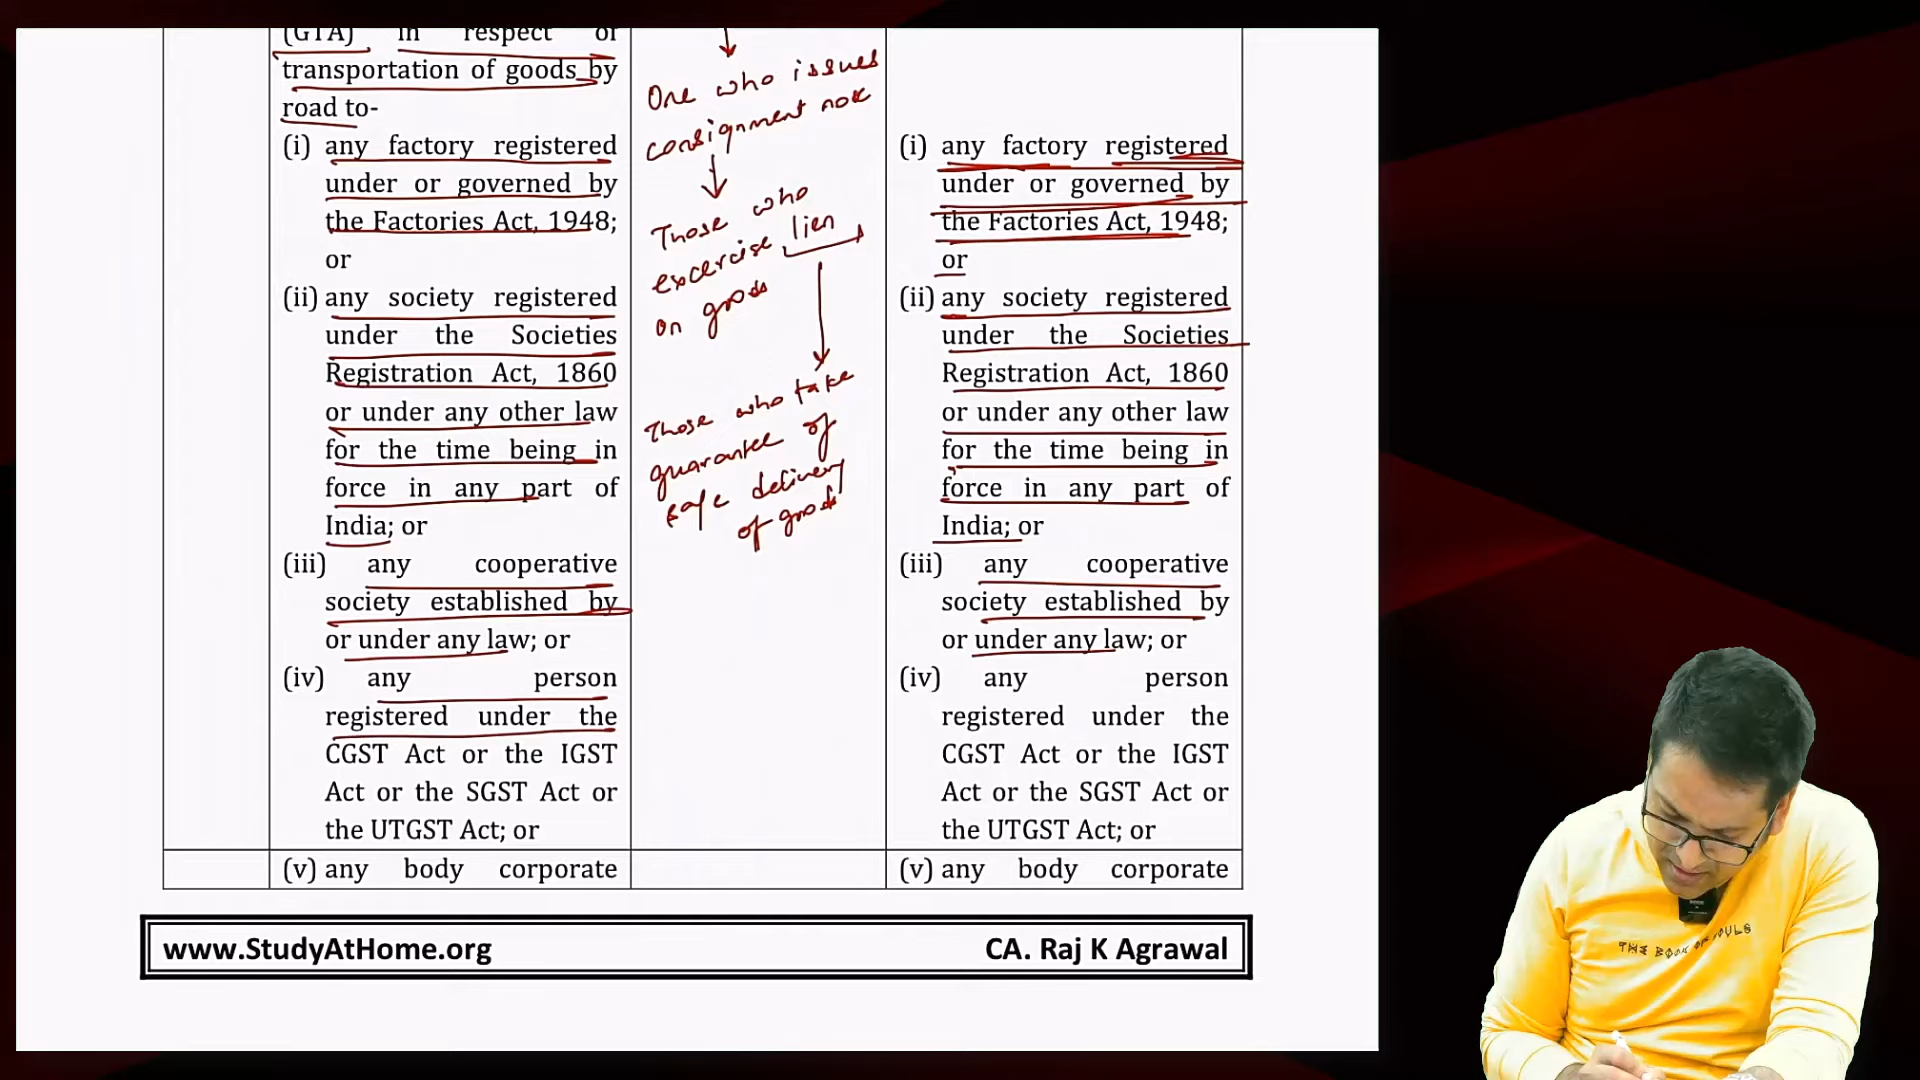 (GTA) in respect of
transportation of goods by
road to-
(i) any factory registered
under or governed by
the Factories Act, 1948;
or
(ii) any society registered
under the Societies
Registration Act, 1860
or under any other law
for the time being in
force in any part of
India; or
(iii) any cooperative
society established by
or under any law; or
(iv) any person
registered under the
CGST Act or the IGST
Act or the SGST Act or
the UTGST Act; or
(v) any body corporate
One who issues
consignment note
Those who
excercise lien
on goods
Those who take
guarantee of
safe delivery
of goods
(i) any factory registered
under or governed by
the Factories Act, 1948;
or
(ii) any society registered
under the Societies
Registration Act, 1860
or under any other law
for the time being in
force in any part of
India; or
(iii) any cooperative
society established by
or under any law; or
(iv) any person
registered under the
CGST Act or the IGST
Act or the SGST Act or
the UTGST Act; or
(v) any body corporate
www.StudyAtHome.org
CA. Raj K Agrawal
THE BOOK OF SOULS